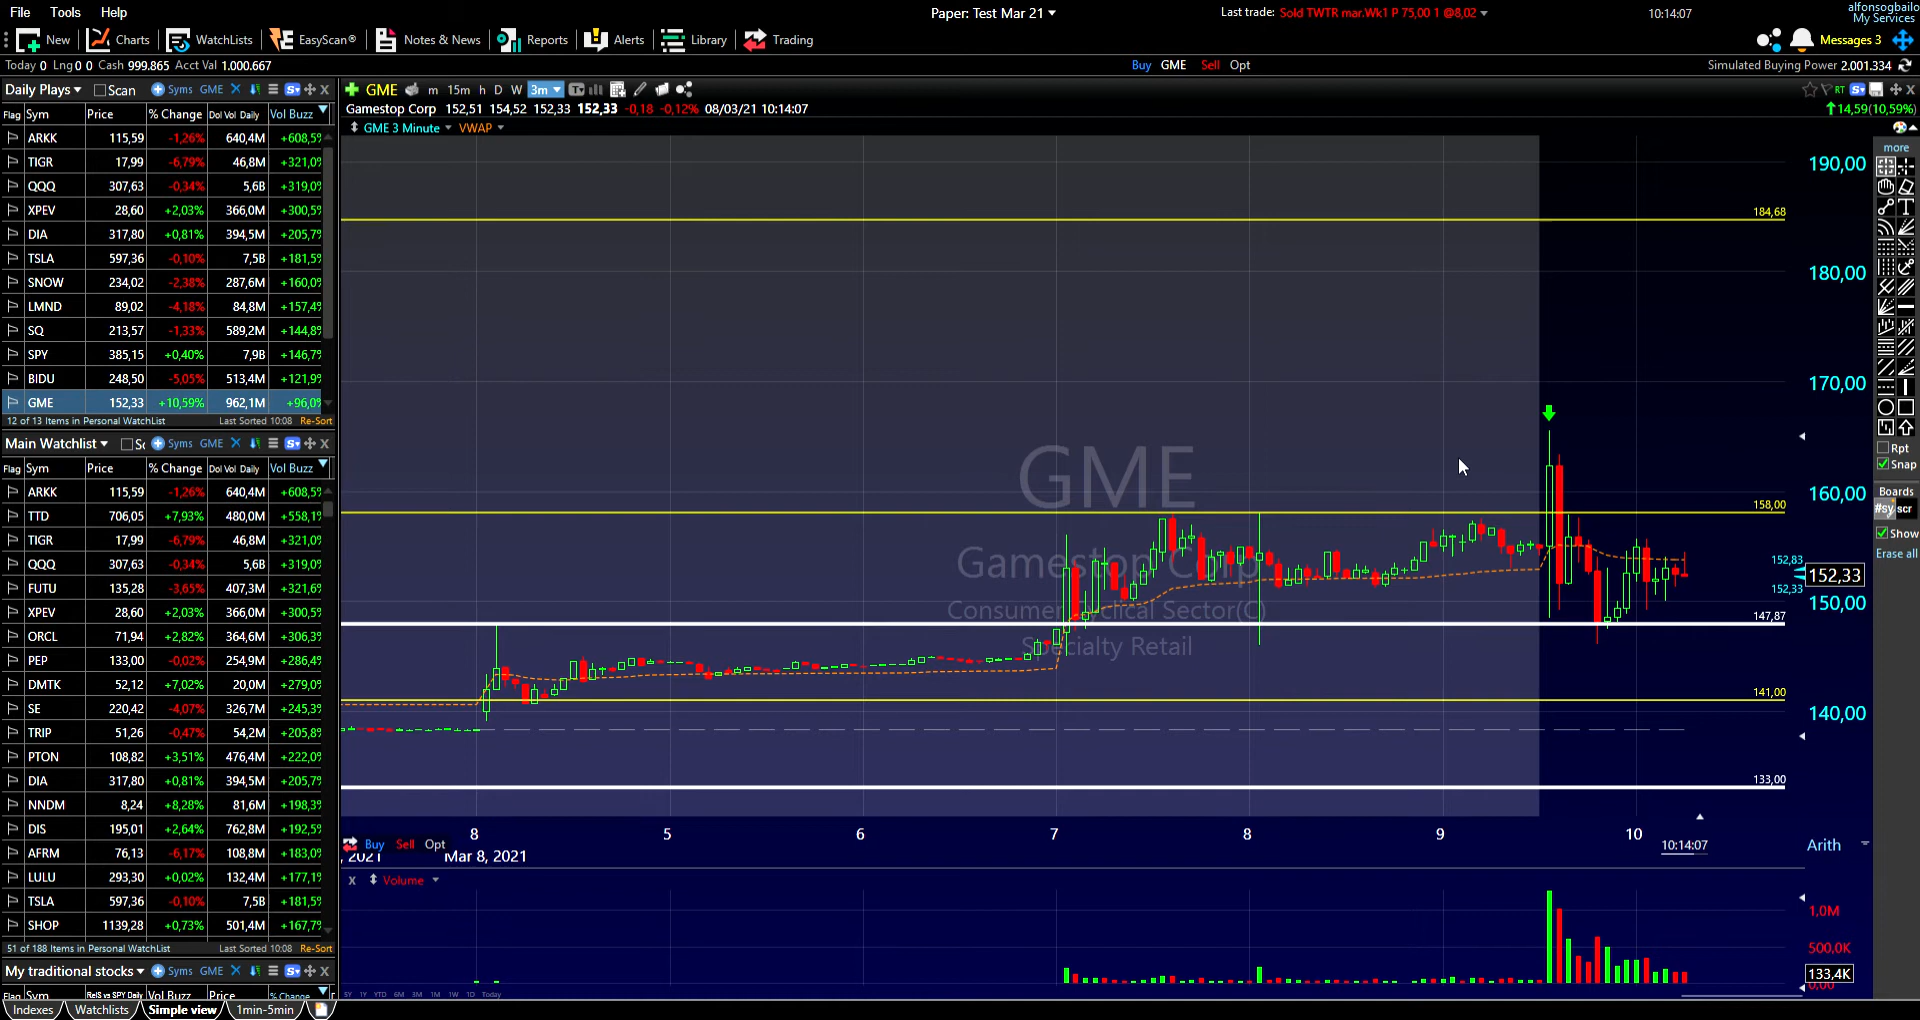 File Tools Help
Paper: Test Mar 21
Last trade: Sold TWTR mar.Wk1 P 75,00 1 @8,02
10:14:07
alfonsogbailo
My Services
New Charts WatchLists EasyScan® Notes & News Reports Alerts Library Trading
Messages 3
Today 0 Lng 0 0 Cash 999.865 Acct Val 1.000.667
Buy GME Sell Opt
Simulated Buying Power 2.001.334
Daily Plays Scan Syms GME
Flag Sym Price % Change Dol Vol Daily Vol Buzz
ARKK 115,59 -1,26% 640,4M +608,5%
TIGR 17,99 -6,79% 46,8M +321,0%
QQQ 307,63 -0,34% 5,6B +319,0%
XPEV 28,60 +2,03% 366,0M +300,5%
DIA 317,80 +0,81% 394,5M +205,7%
TSLA 597,36 -0,10% 7,5B +181,5%
SNOW 234,02 -2,38% 287,6M +160,0%
LMND 89,02 -4,18% 84,8M +157,4%
SQ 213,57 -1,33% 589,2M +144,8%
SPY 385,15 +0,40% 7,9B +146,7%
BIDU 248,50 -5,05% 513,4M +121,9%
GME 152,33 +10,59% 962,1M +96,0%
12 of 13 Items in Personal WatchList Last Sorted 10:08 Re-Sort
Main Watchlist Sc Syms GME
Flag Sym Price % Change Dol Vol Daily Vol Buzz
ARKK 115,59 -1,26% 640,4M +608,5%
TTD 706,05 +7,93% 480,0M +558,1%
TIGR 17,99 -6,79% 46,8M +321,0%
QQQ 307,63 -0,34% 5,6B +319,0%
FUTU 135,28 -3,65% 407,3M +321,6%
XPEV 28,60 +2,03% 366,0M +300,5%
ORCL 71,94 +2,82% 364,6M +306,3%
PEP 133,00 -0,02% 254,9M +286,4%
DMTK 52,12 +7,02% 20,0M +279,0%
SE 220,42 -4,07% 326,7M +245,3%
TRIP 51,26 -0,47% 54,2M +205,8%
PTON 108,82 +3,51% 476,4M +222,0%
DIA 317,80 +0,81% 394,5M +205,7%
NNDM 8,24 +8,28% 81,6M +198,3%
DIS 195,01 +2,64% 762,8M +192,5%
AFRM 76,13 -6,17% 108,8M +183,0%
LULU 293,30 +0,02% 132,4M +177,1%
TSLA 597,36 -0,10% 7,5B +181,5%
SHOP 1139,28 +0,73% 501,4M +167,7%
51 of 188 Items in Personal WatchList Last Sorted 10:08 Re-Sort
My traditional stocks Syms GME
Flag Sym RelS vs SPY Daily Vol Buzz Price % Change
Indexes Watchlists Simple view 1min-5min
GME m 15m h D W 3m
RT
Gamestop Corp 152,51 154,52 152,33 152,33 -0,18 -0,12% 08/03/21 10:14:07
14,59(10,59%)
GME 3 Minute VWAP
190,00
184,68
180,00
170,00
160,00
158,00
152,83
152,33
152,33
150,00
147,87
141,00
140,00
133,00
GME
Gamestop Corp
Consumer Cyclical Sector(C)
Specialty Retail
8 5 6 7 8 9 10
Buy Sell Opt
, 2021 Mar 8, 2021
10:14:07
Arith
x Volume
1,0M
500,0K
133,4K
0,00
5Y 1Y YTD 6M 3M 1M 1W 1D Today
more
Rpt
Snap
Boards
#sy scr
Show
Erase all